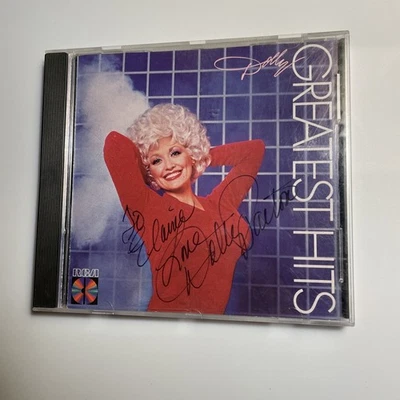 Dolly
GREATEST HITS
To
Elaine
Love
Dolly Parton
RCA